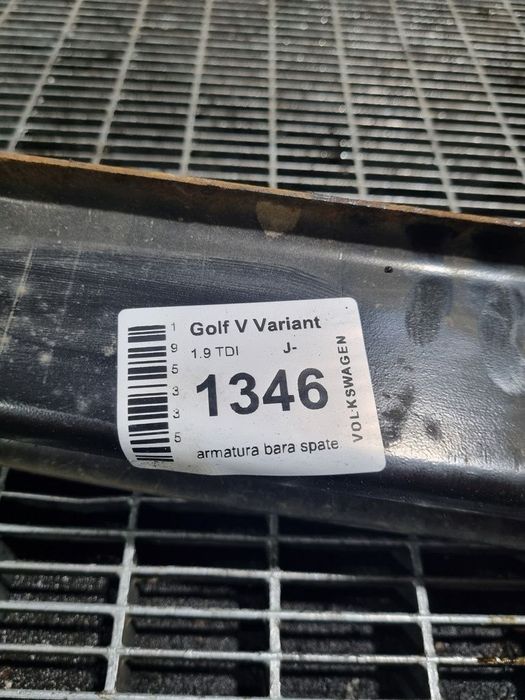 195335
Golf V Variant
1.9 TDI J-
1346
armatura bara spate
VOLKSWAGEN